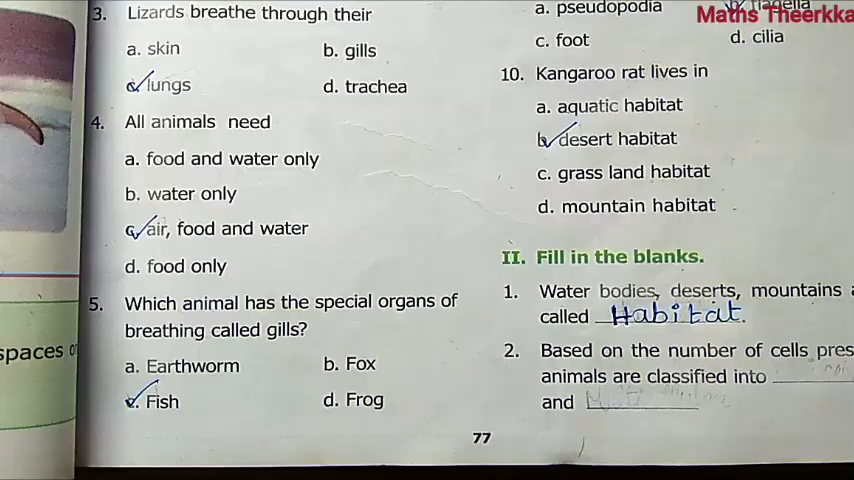 3. Lizards breathe through their
a. skin
b. gills
c. lungs
d. trachea
4. All animals need
a. food and water only
b. water only
c. air, food and water
d. food only
5. Which animal has the special organs of
breathing called gills?
a. Earthworm
b. Fox
c. Fish
d. Frog
spaces
a. pseudopodia
b. flagella
c. foot
d. cilia
10. Kangaroo rat lives in
a. aquatic habitat
b. desert habitat
c. grass land habitat
d. mountain habitat
II. Fill in the blanks.
1. Water bodies, deserts, mountains
called Habitat.
2. Based on the number of cells pres
animals are classified into
and
77
Maths Theerkka